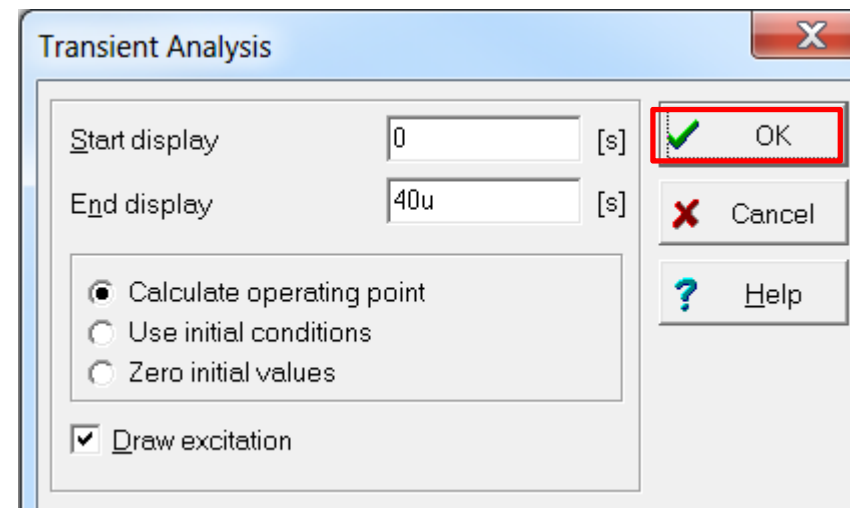 Transient Analysis
Start display 0 [s]
End display 40u [s]
Calculate operating point
Use initial conditions
Zero initial values
Draw excitation
OK
Cancel
? Help